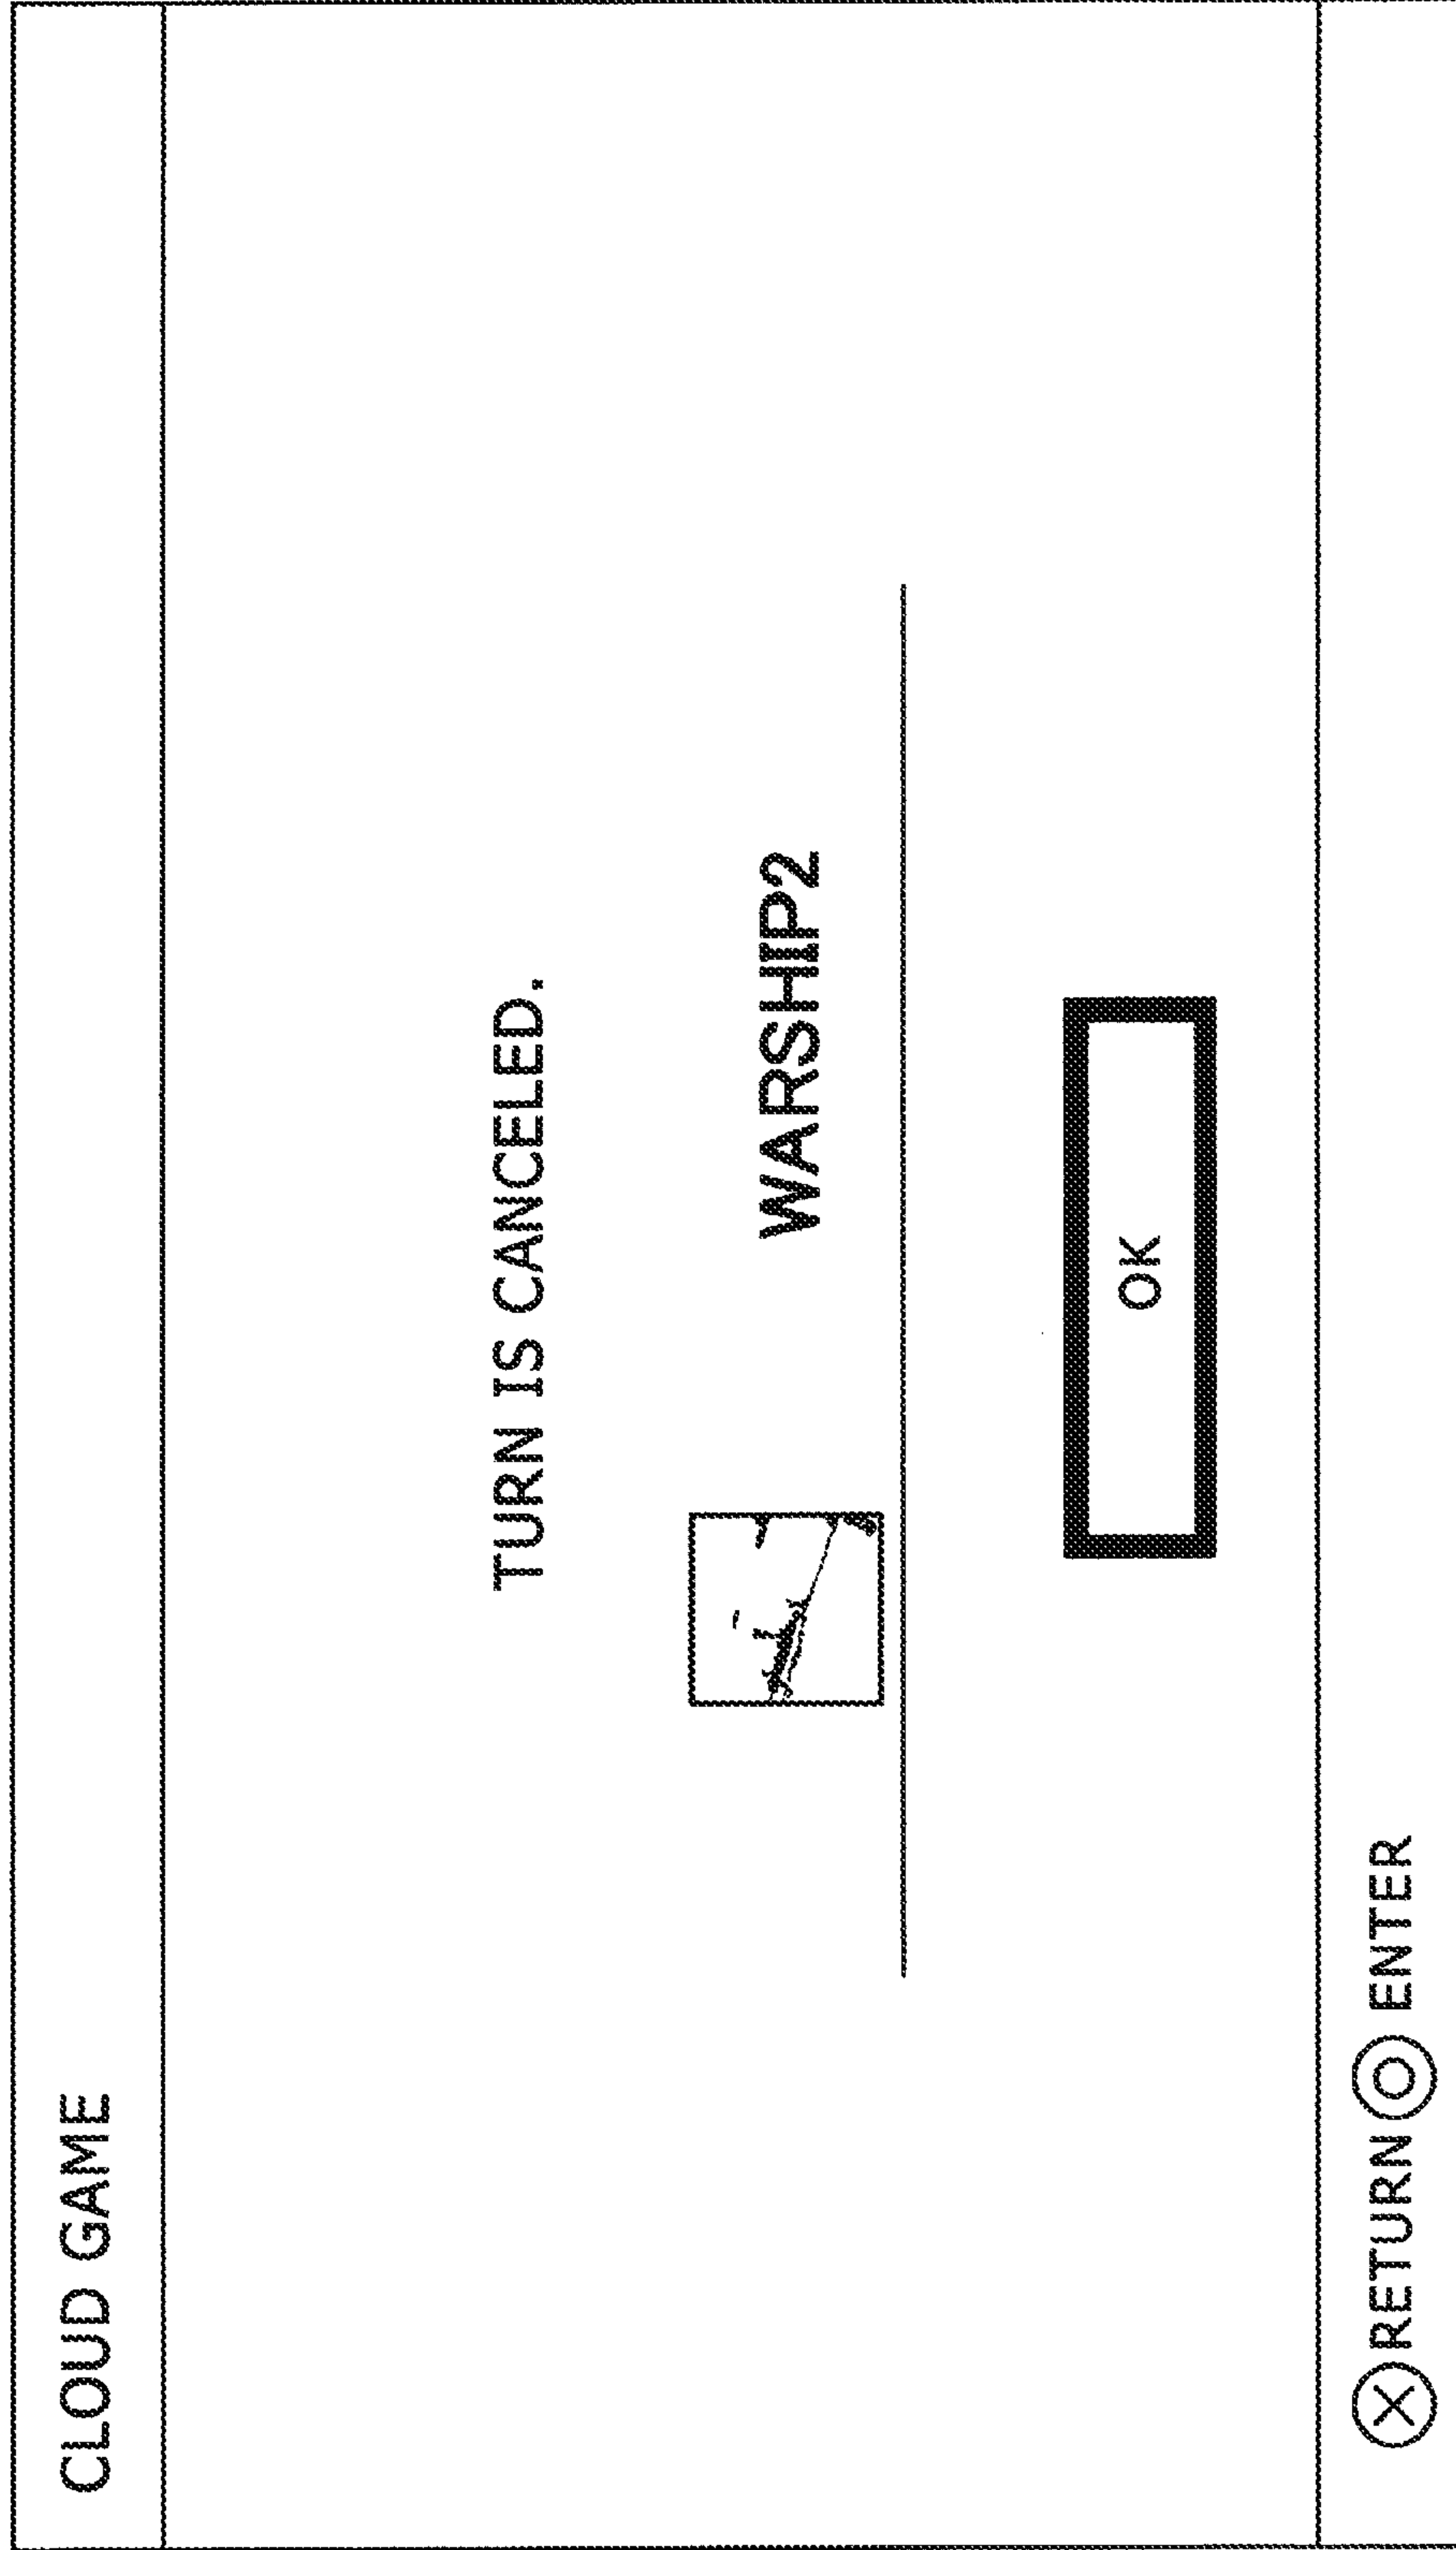 CLOUD GAME
TURN IS CANCELED.
WARSHIP2
OK
RETURN ENTER